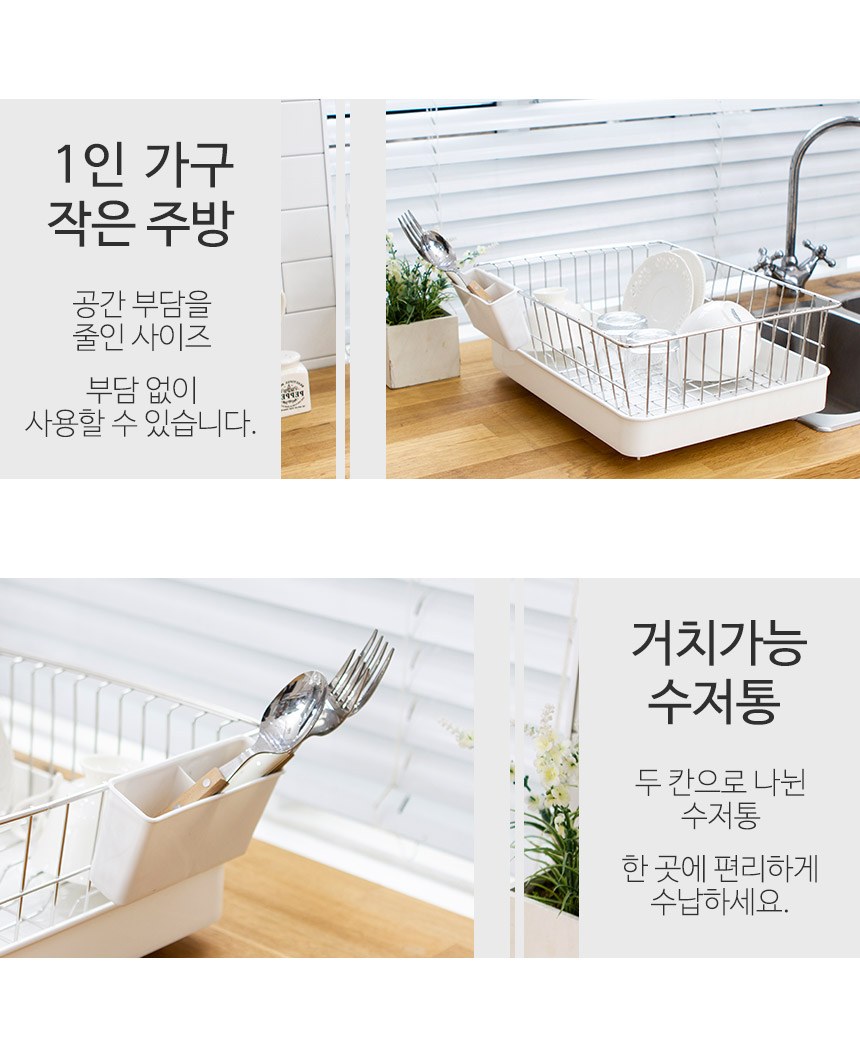 1인 가구
작은 주방
공간 부담을
줄인 사이즈
부담 없이
사용할 수 있습니다.
PEPPER
거치가능
수저통
두 칸으로 나뉜
수저통
한 곳에 편리하게
수납하세요.